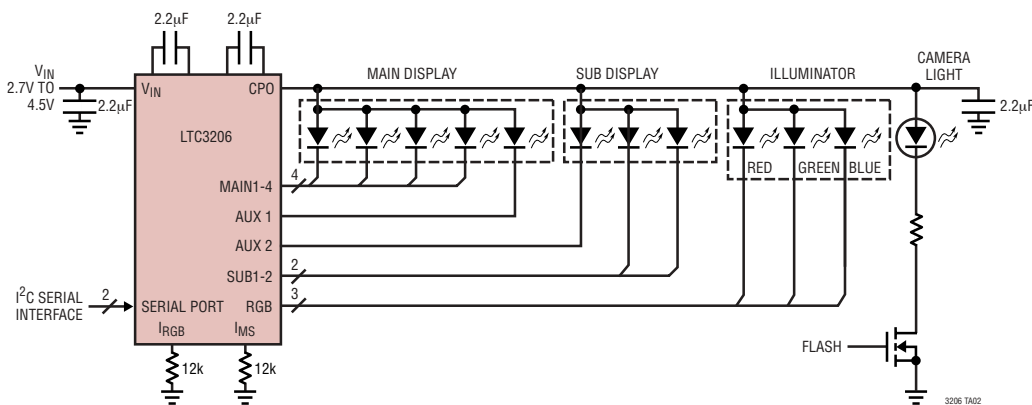 2.2µF
2.2µF
VIN
2.7V TO
4.5V
2.2µF
VIN
CPO
LTC3206
MAIN DISPLAY
SUB DISPLAY
ILLUMINATOR
CAMERA
LIGHT
2.2µF
RED
GREEN
BLUE
MAIN1-4
4
AUX 1
AUX 2
SUB1-2
2
I2C SERIAL
INTERFACE
2
SERIAL PORT
RGB
3
IRGB
IMS
12k
12k
FLASH
3206 TA02